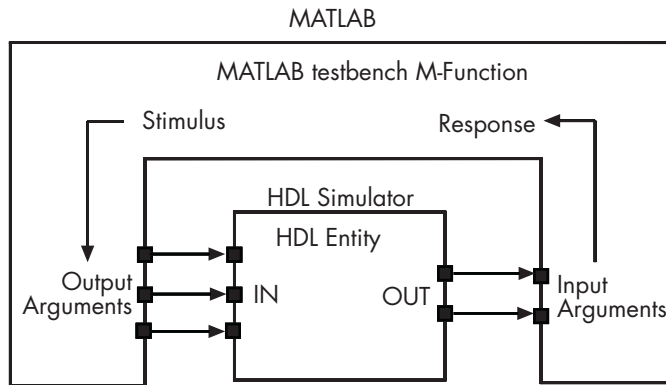 MATLAB
MATLAB testbench M-Function
Stimulus
Response
HDL Simulator
HDL Entity
Output
Arguments
IN
OUT
Input
Arguments